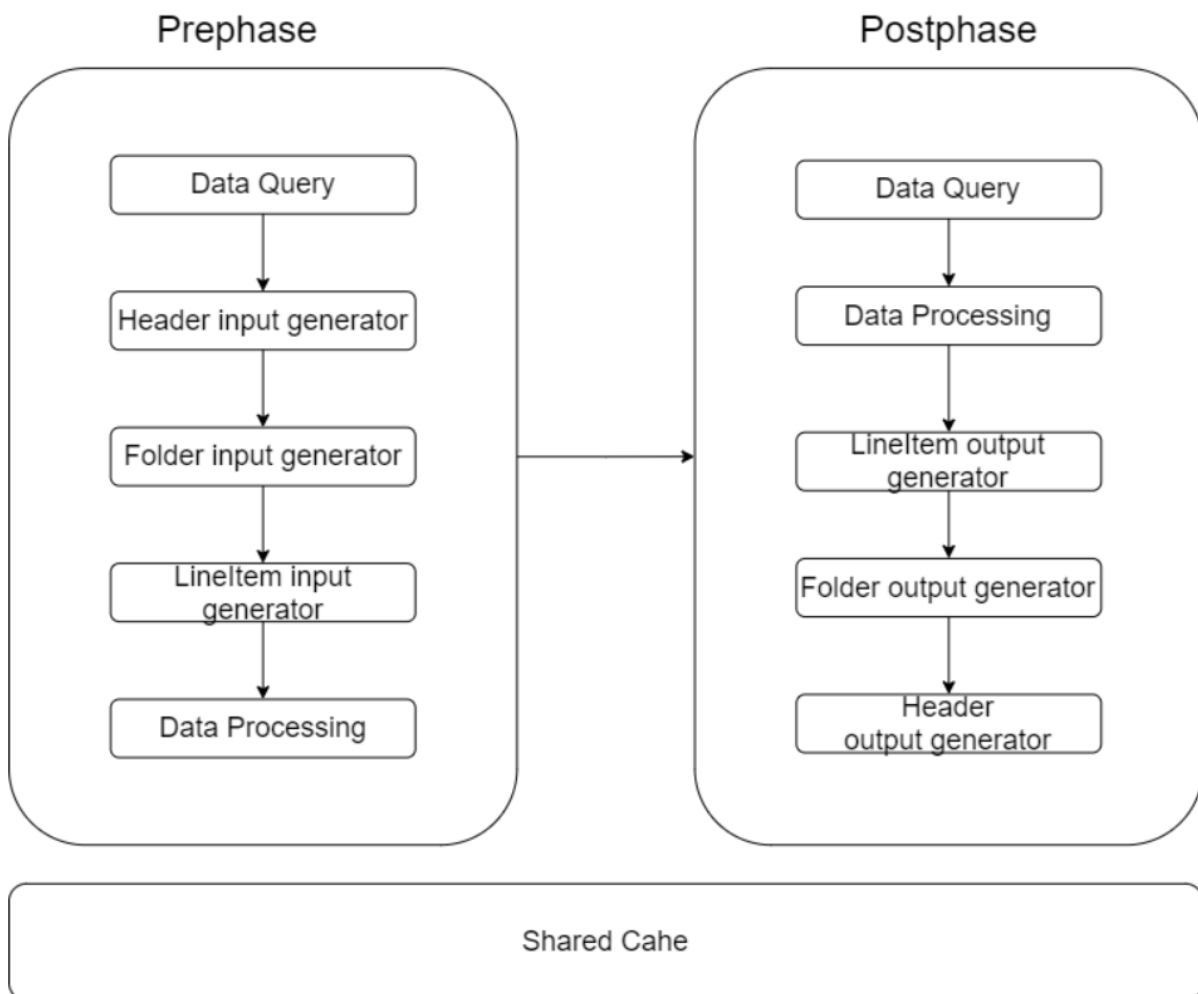 Prephase
Postphase
Data Query
Header input generator
Folder input generator
LineItem input
generator
Data Processing
Data Query
Data Processing
LineItem output
generator
Folder output generator
Header
output generator
Shared Cahe